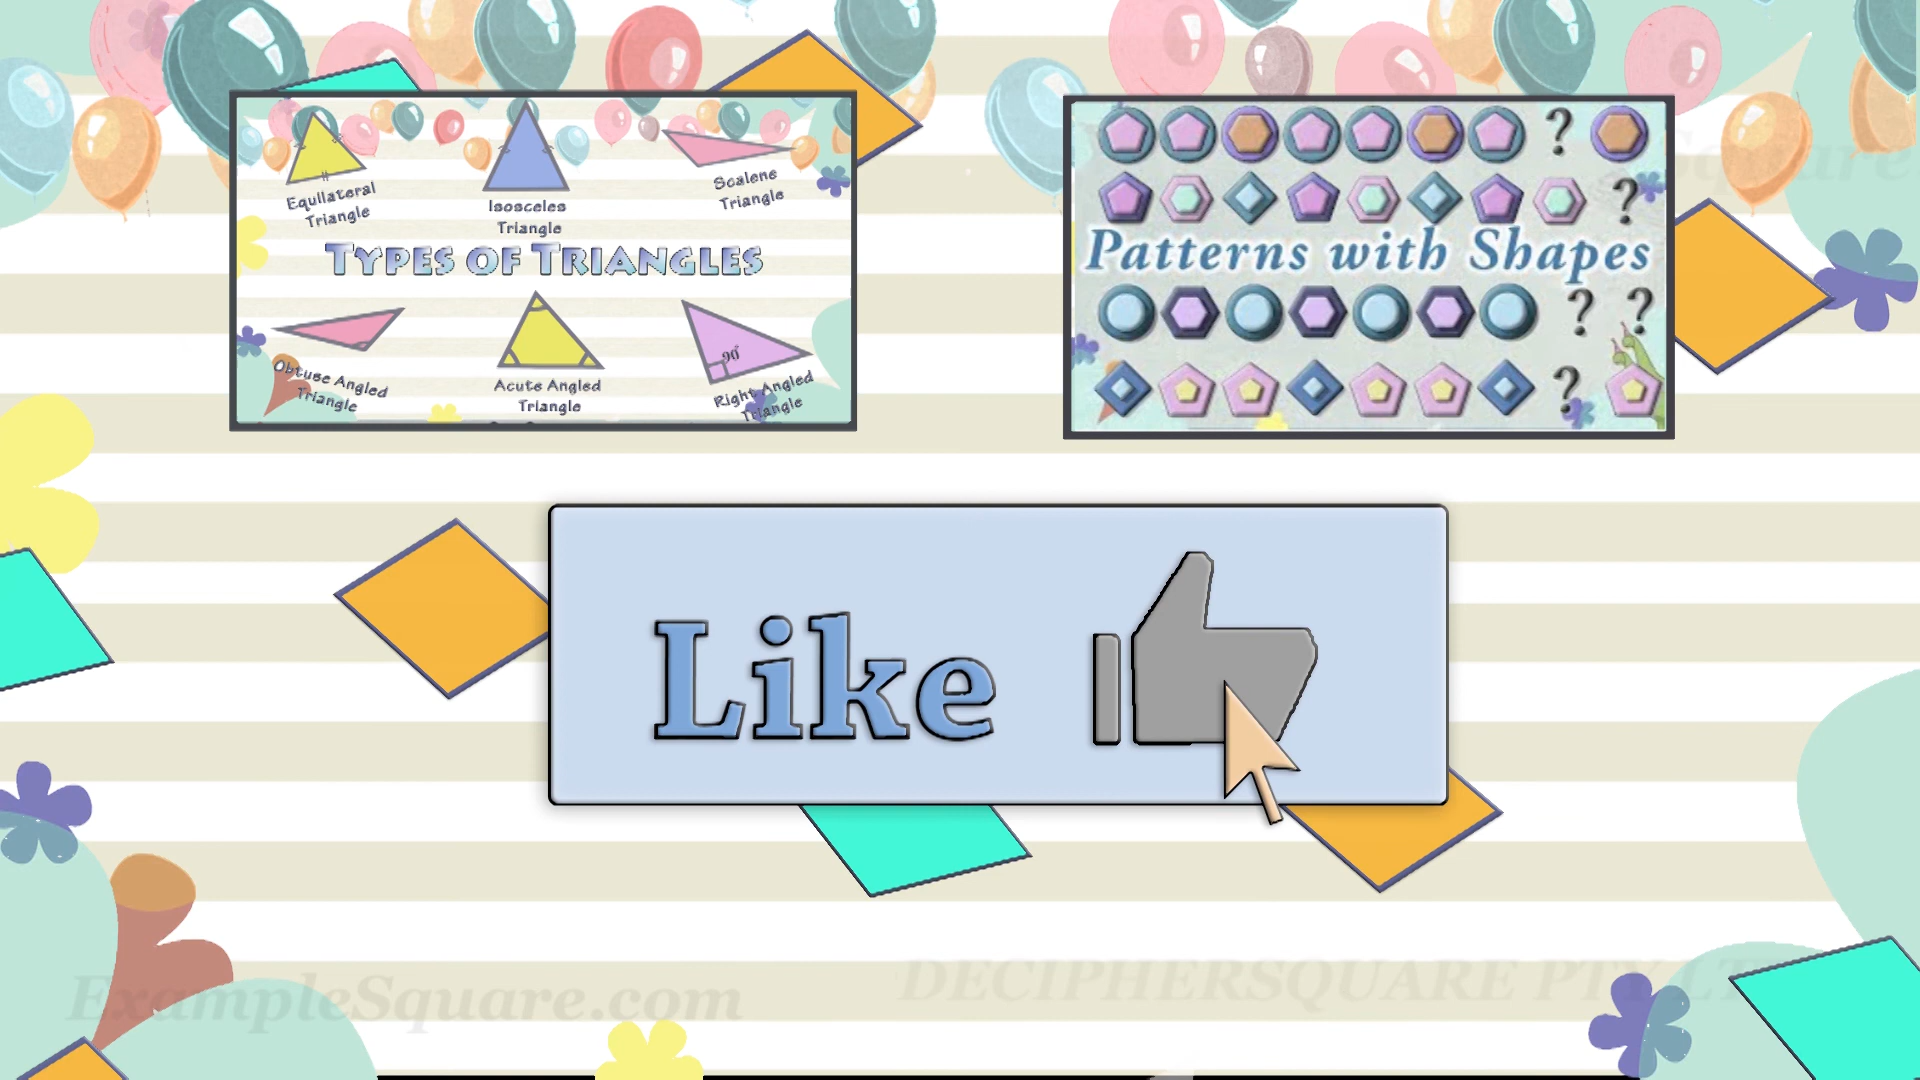 Equilateral
Triangle
Isosceles
Triangle
Scalene
Triangle
TYPES OF TRIANGLES
Obtuse Angled
Triangle
Acute Angled
Triangle
90°
Right Angled
Triangle
?
?
Patterns with Shapes
? ?
?
Like
ExampleSquare.com
DECIPHERSQUARE PTY LT